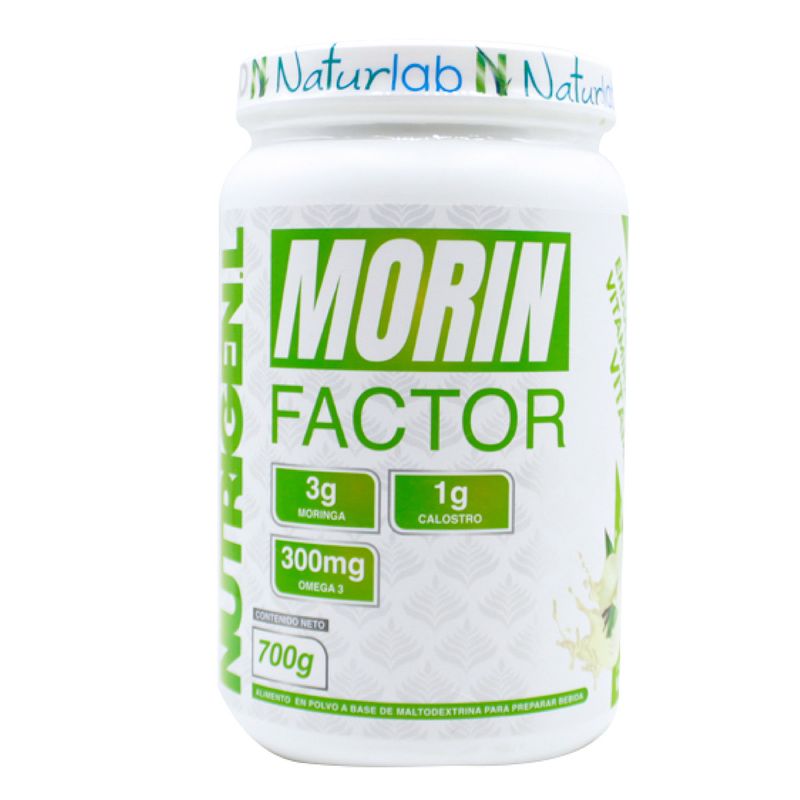 Naturlab N Naturlab
NUTRIGEN.L
MORIN
FACTOR
3g
MORINGA
1g
CALOSTRO
300mg
OMEGA 3
CONTENIDO NETO
700g
ALIMENTO EN POLVO A BASE DE MALTODEXTRINA PARA PREPARAR BEBIDA